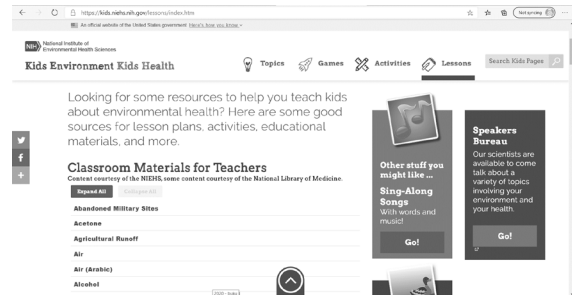 https://kids.niehs.nih.gov/lessons/index.htm
Not syncing
An official website of the United States government Here's how you know
NIH National Institute of
Environmental Health Sciences
Kids Environment Kids Health
Topics
Games
Activities
Lessons
Search Kids Pages
Looking for some resources to help you teach kids
about environmental health? Here are some good
sources for lesson plans, activities, educational
materials, and more.
Classroom Materials for Teachers
Content courtesy of the NIEHS, some content courtesy of the National Library of Medicine.
Expand All
Collapse All
Abandoned Military Sites
Acetone
Agricultural Runoff
Air
Air (Arabic)
Alcohol
Other stuff you
might like ...
Sing-Along
Songs
With words and
music!
Go!
Speakers
Bureau
Our scientists are
available to come
talk about a
variety of topics
involving your
environment and
your health.
Go!